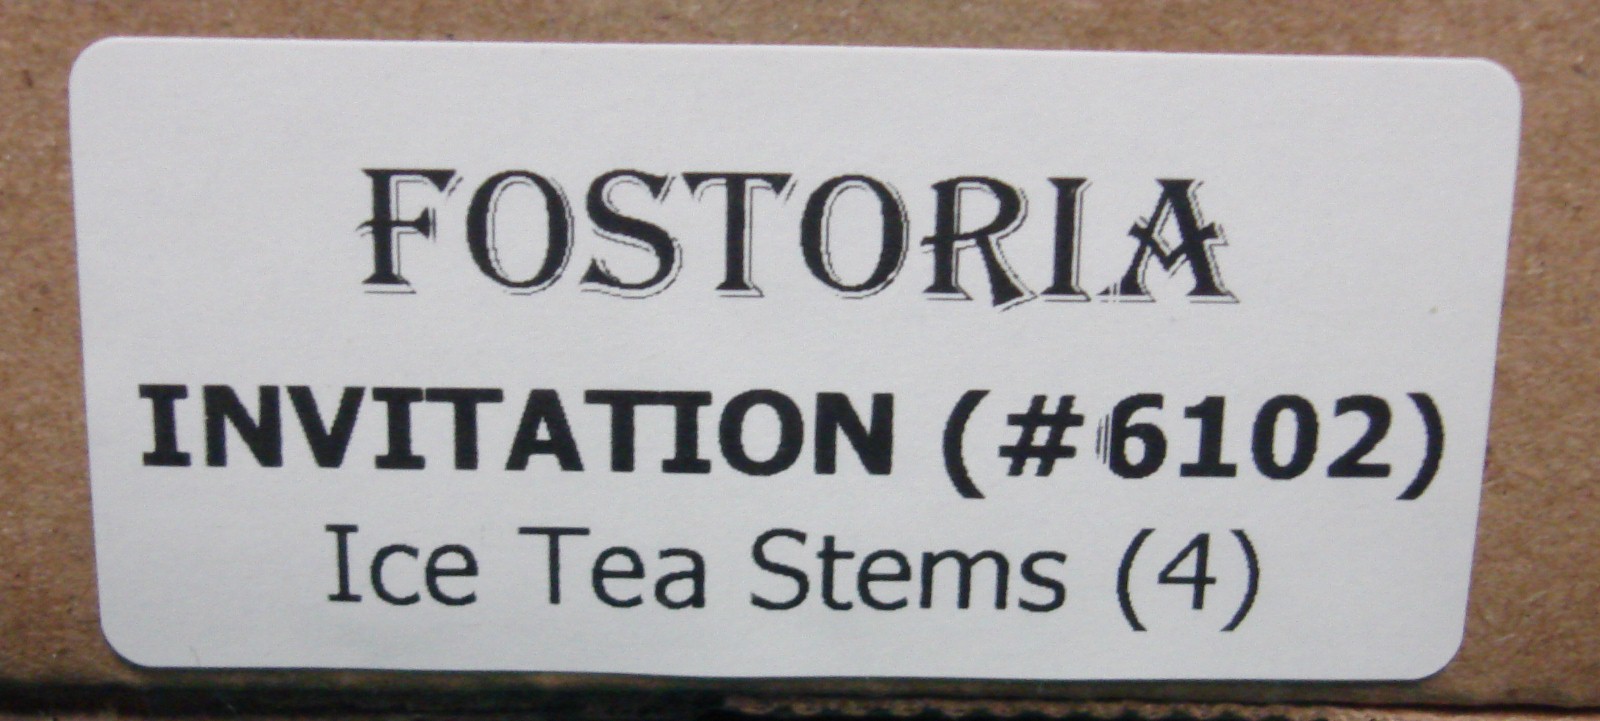 FOSTORIA
INVITATION (#6102)
Ice Tea Stems (4)